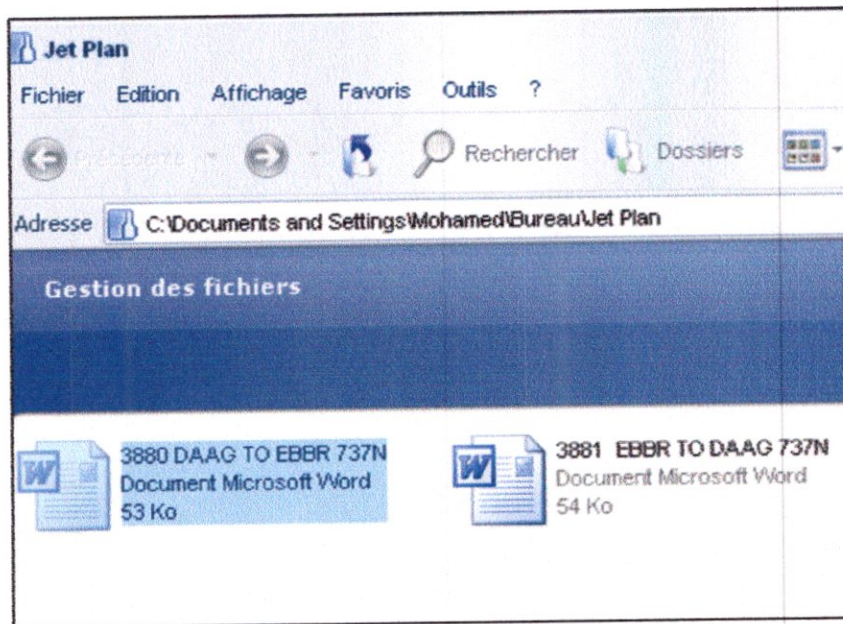 Jet Plan
Fichier Edition Affichage Favoris Outils ?
Précédente Rechercher Dossiers
Adresse C:\Documents and Settings\Mohamed\Bureau\Jet Plan
Gestion des fichiers
3880 DAAG TO EBBR 737N
Document Microsoft Word
53 Ko
3881 EBBR TO DAAG 737N
Document Microsoft Word
54 Ko